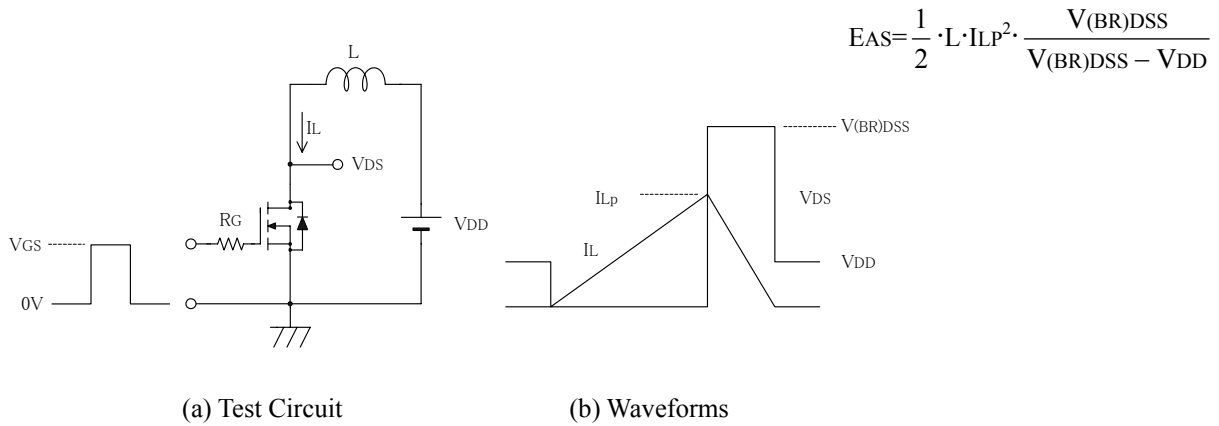 EAS=1/2 ·L·ILP²· V(BR)DSS/V(BR)DSS – VDD
L
IL
VDS
RG
VDD
VGS
0V
V(BR)DSS
ILp
VDS
IL
VDD
(a) Test Circuit
(b) Waveforms